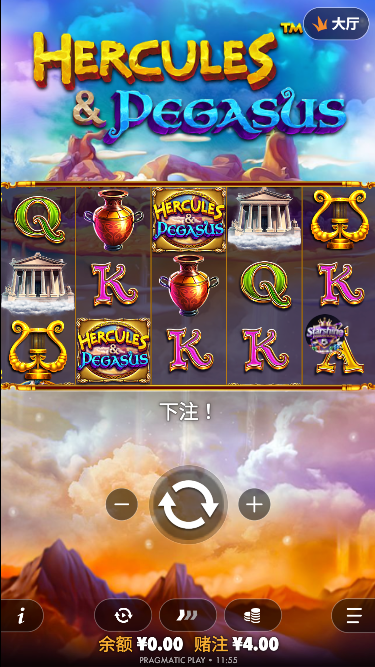 大厅
HERCULES™
& PEGASUS
Q
HERCULES
&
PEGASUS
K
Q
K
HERCULES
&
PEGASUS
K
K
A
下注！
余额 ¥0.00 赌注 ¥4.00
PRAGMATIC PLAY • 11:55